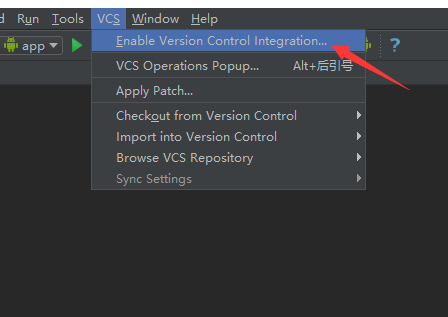 Run Tools VCS Window Help
app ?
Enable Version Control Integration...
VCS Operations Popup... Alt+后引号
Apply Patch...
Checkout from Version Control
Import into Version Control
Browse VCS Repository
Sync Settings